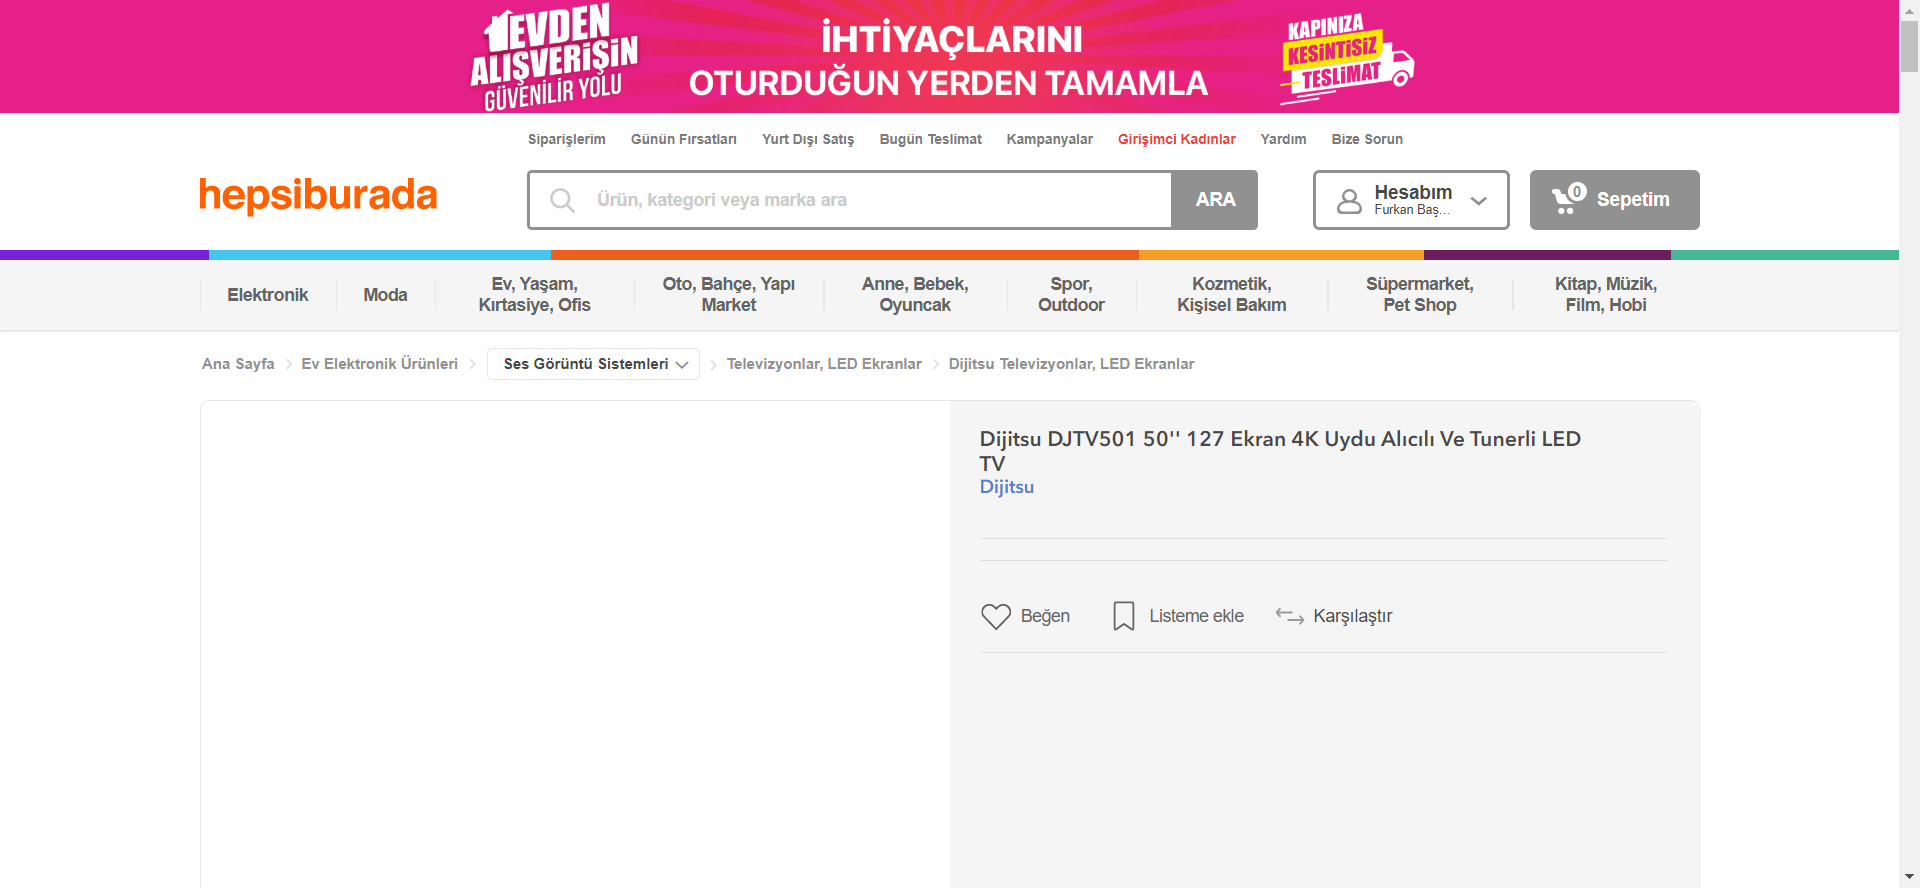 EVDEN
ALIŞVERİŞİN
GÜVENİLİR YOLU
İHTİYAÇLARINI
OTURDUĞUN YERDEN TAMAMLA
KAPINIZA
KESİNTİSİZ
TESLİMAT
Siparişlerim Günün Fırsatları Yurt Dışı Satış Bugün Teslimat Kampanyalar Girişimci Kadınlar Yardım Bize Sorun
hepsiburada
Ürün, kategori veya marka ara
ARA
Hesabım
Furkan Baş...
0
Sepetim
Elektronik
Moda
Ev, Yaşam,
Kırtasiye, Ofis
Oto, Bahçe, Yapı
Market
Anne, Bebek,
Oyuncak
Spor,
Outdoor
Kozmetik,
Kişisel Bakım
Süpermarket,
Pet Shop
Kitap, Müzik,
Film, Hobi
Ana Sayfa Ev Elektronik Ürünleri Ses Görüntü Sistemleri Televizyonlar, LED Ekranlar Dijitsu Televizyonlar, LED Ekranlar
Dijitsu DJTV501 50'' 127 Ekran 4K Uydu Alıcılı Ve Tunerli LED
TV
Dijitsu
Beğen Listeme ekle Karşılaştır